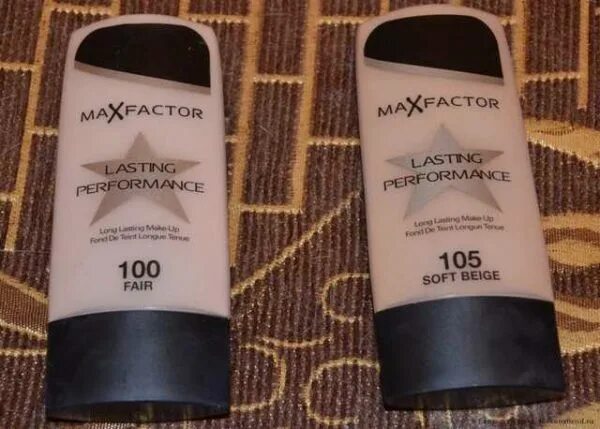 MAXFACTOR
LASTING
PERFORMANCE
Long Lasting Make-Up
Fond De Teint Longue Tenue
100
FAIR
MAXFACTOR
LASTING
PERFORMANCE
Long Lasting Make-Up
Fond De Teint Longue Tenue
105
SOFT BEIGE